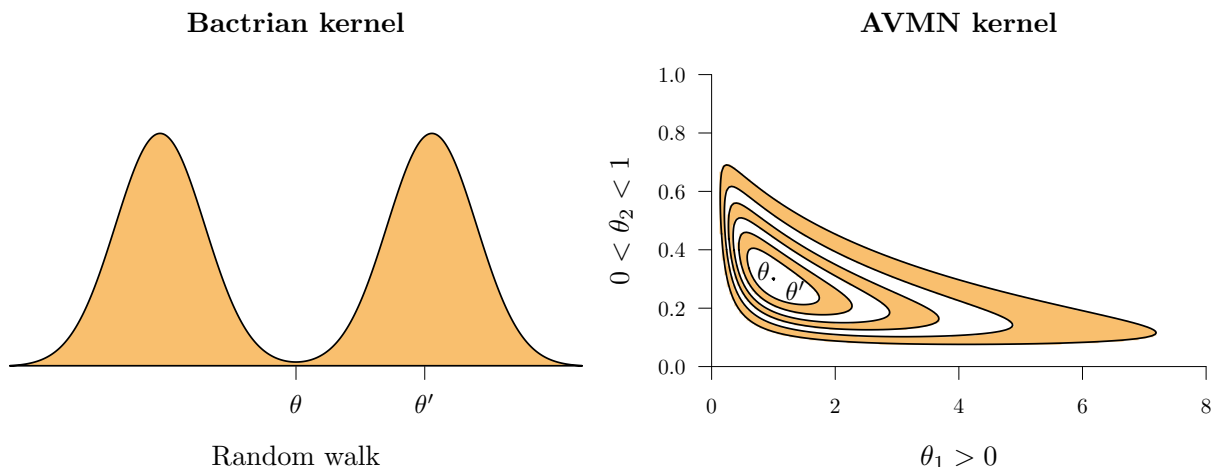 Bactrian kernel
θ
θ′
Random walk
AVMN kernel
0 < θ₂ < 1
1.0
0.8
0.6
0.4
0.2
0.0
θ
θ′
0
2
4
6
8
θ₁ > 0